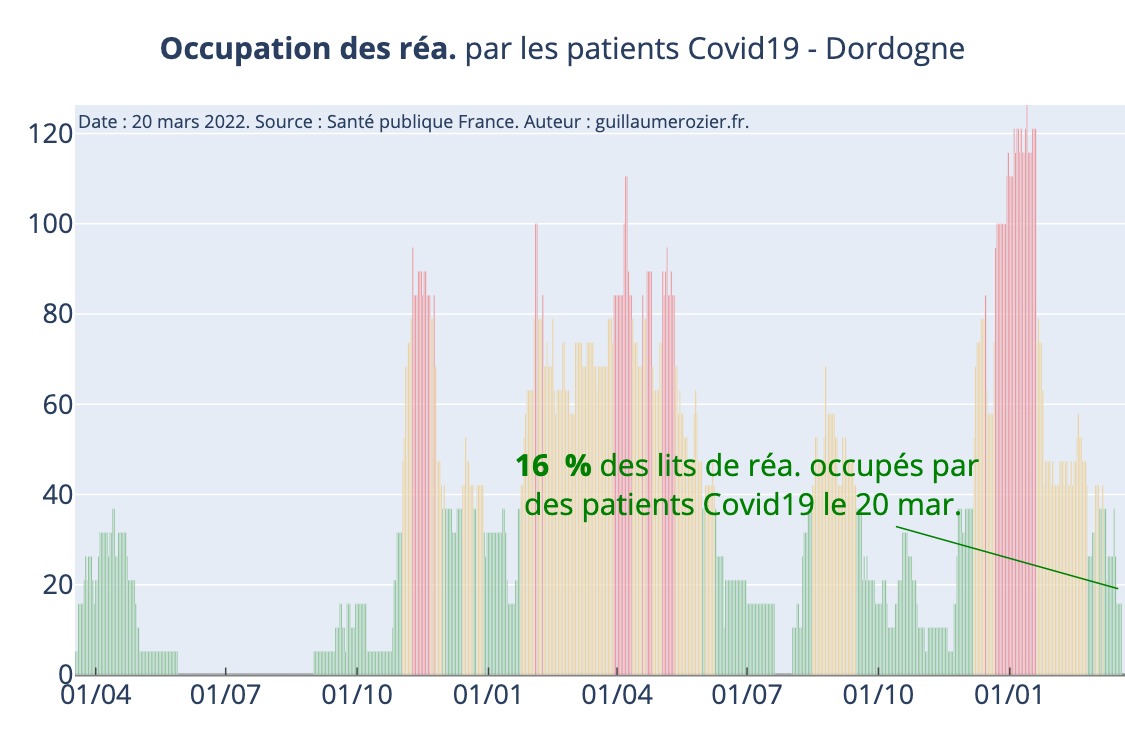 Occupation des réa. par les patients Covid19 - Dordogne
Date : 20 mars 2022. Source : Santé publique France. Auteur : guillaumerozier.fr.
120
100
80
60
40
20
0
16 % des lits de réa. occupés par
des patients Covid19 le 20 mar.
01/04 01/07 01/10 01/01 01/04 01/07 01/10 01/01